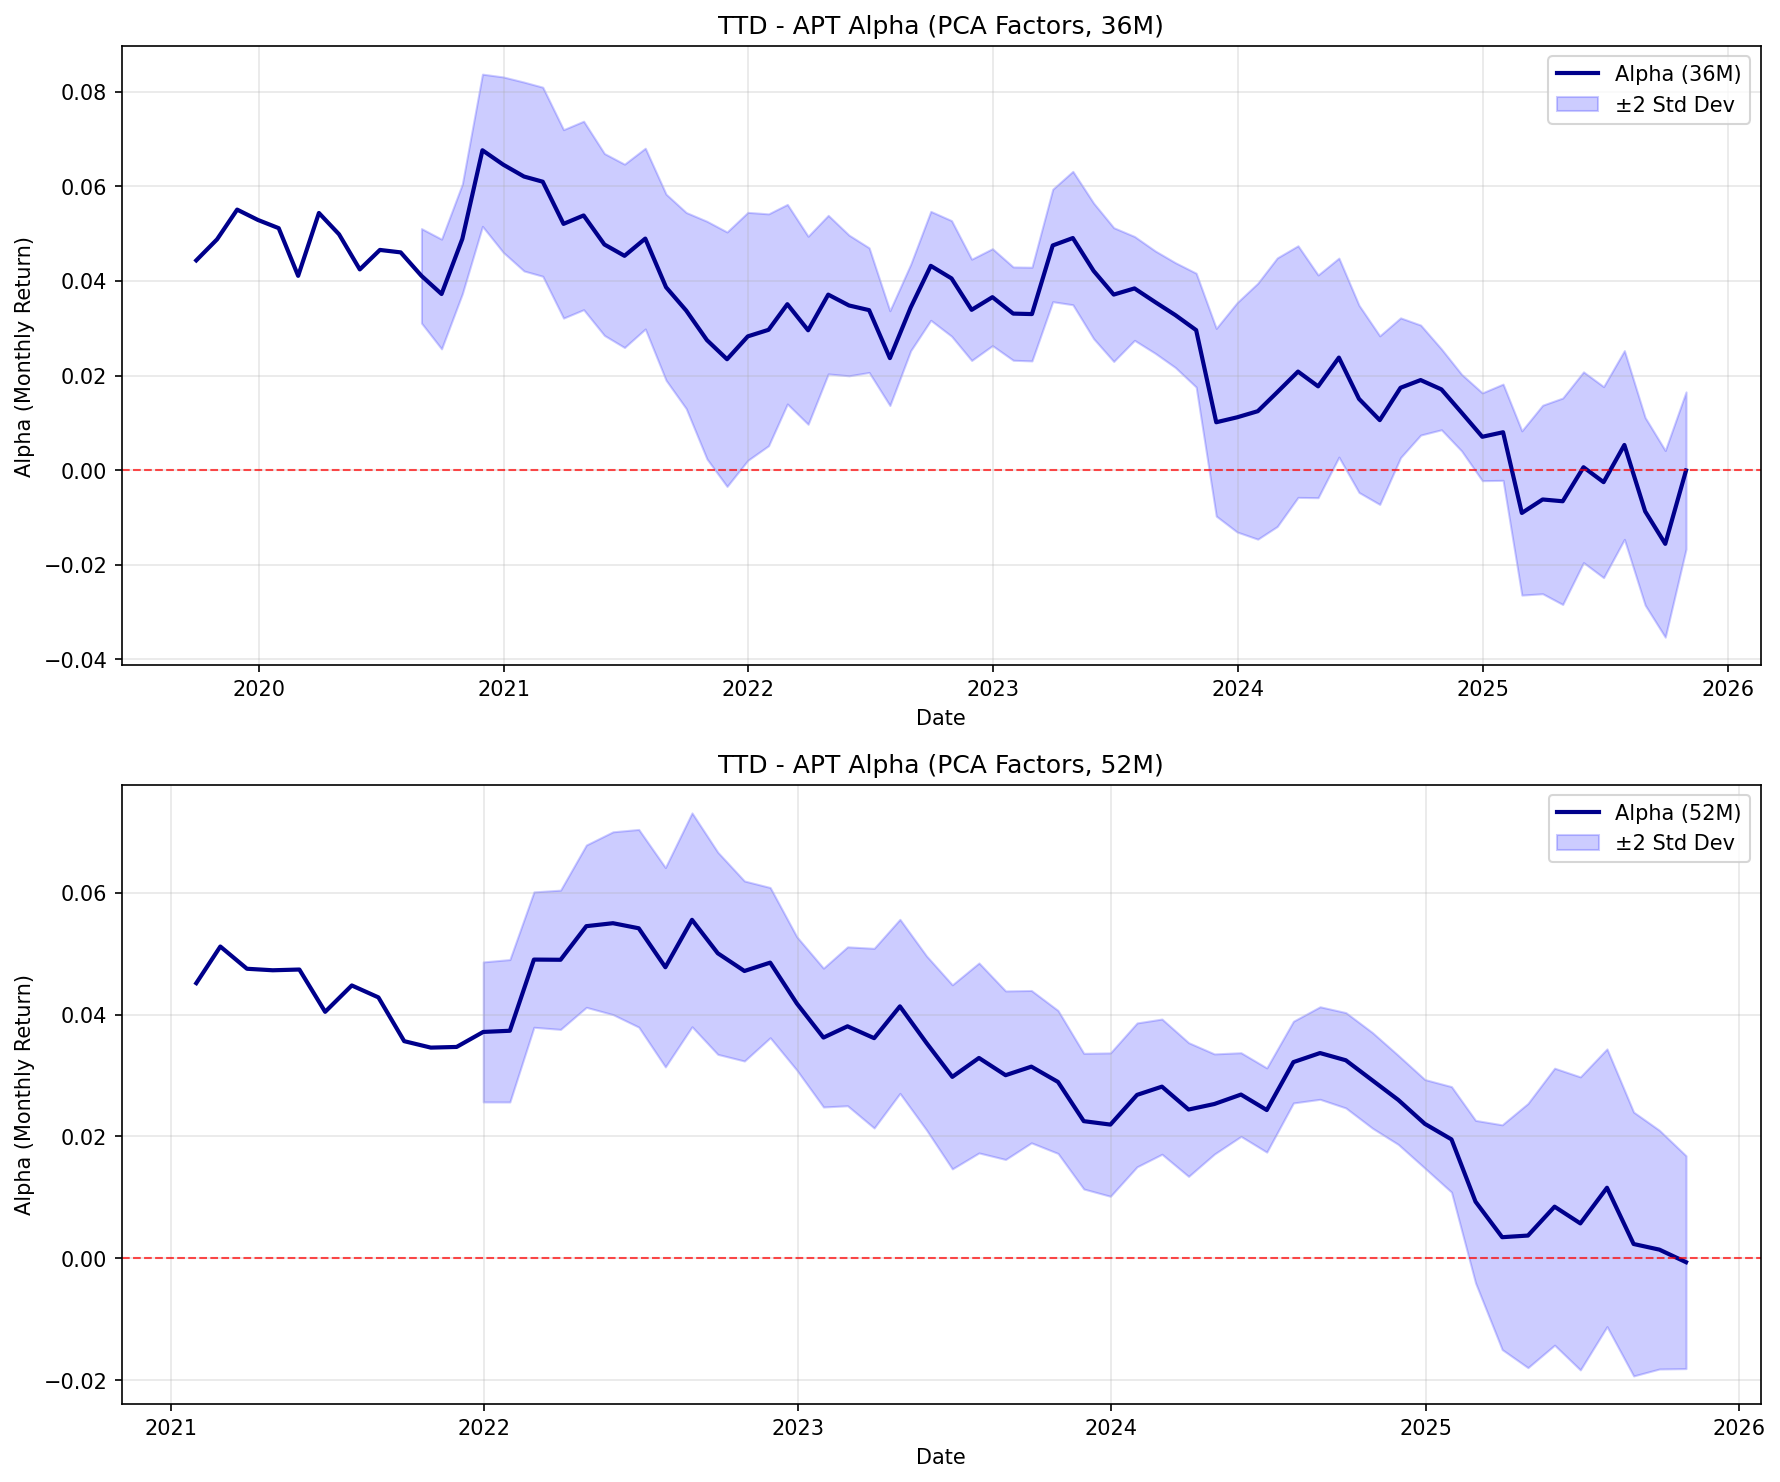 TTD - APT Alpha (PCA Factors, 36M)
Alpha (36M)
±2 Std Dev
Alpha (Monthly Return)
0.08
0.06
0.04
0.02
0.00
−0.02
−0.04
2020 2021 2022 2023 2024 2025 2026
Date
TTD - APT Alpha (PCA Factors, 52M)
Alpha (52M)
±2 Std Dev
Alpha (Monthly Return)
0.06
0.04
0.02
0.00
−0.02
2021 2022 2023 2024 2025 2026
Date